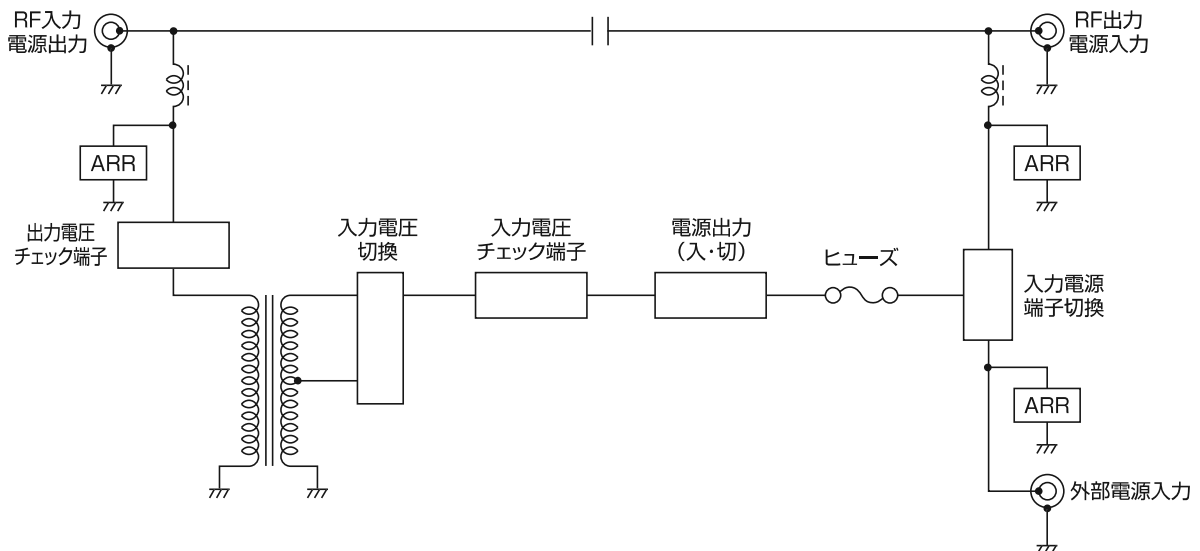 RF入力
電源出力
RF出力
電源入力
ARR
ARR
出力電圧
チェック端子
入力電圧
切換
入力電圧
チェック端子
電源出力
(入・切)
ヒューズ
入力電源
端子切換
ARR
外部電源入力